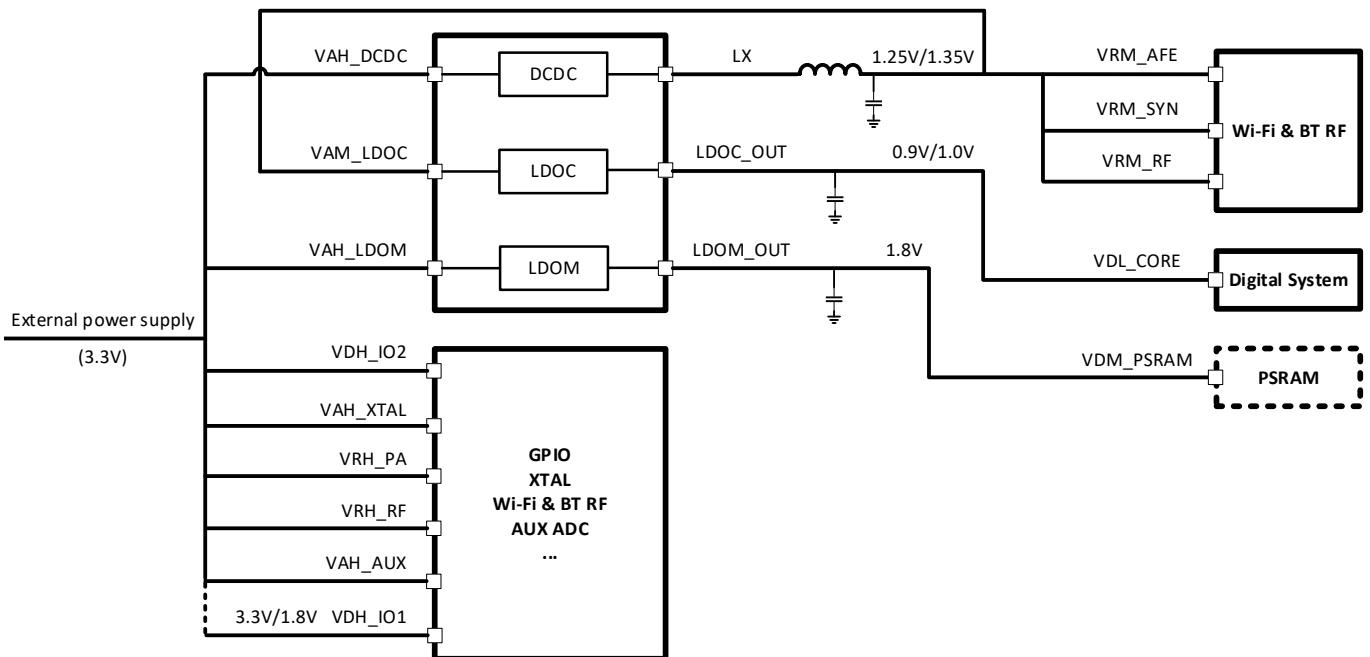 VAH_DCDC
DCDC
LX
1.25V/1.35V
VRM_AFE
VRM_SYN
Wi-Fi & BT RF
VRM_RF
VAM_LDOC
LDOC
LDOC_OUT
0.9V/1.0V
VAH_LDOM
LDOM
LDOM_OUT
1.8V
VDL_CORE
Digital System
External power supply
(3.3V)
VDM_PSRAM
PSRAM
VDH_IO2
VAH_XTAL
VRH_PA
VRH_RF
VAH_AUX
3.3V/1.8V VDH_IO1
GPIO
XTAL
Wi-Fi & BT RF
AUX ADC
...